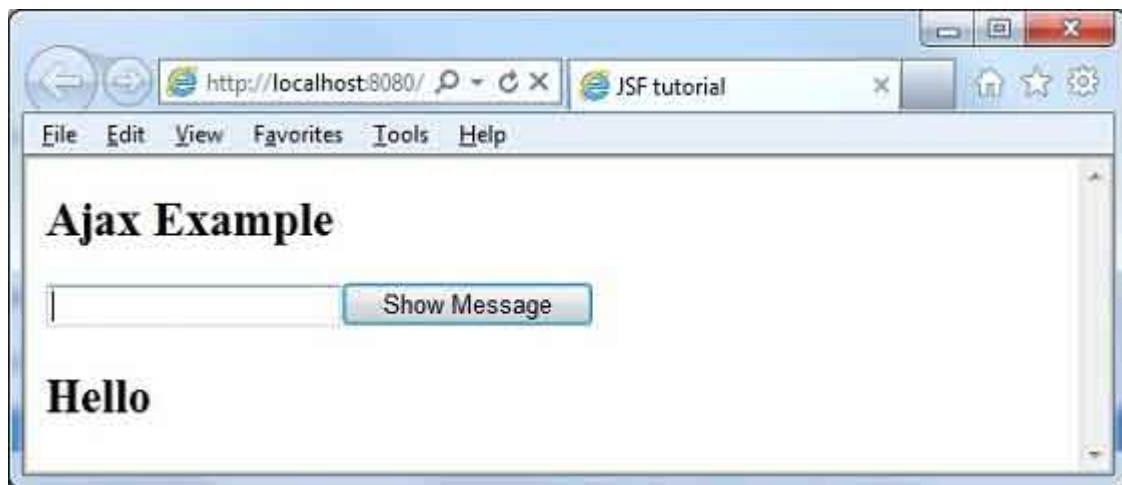 http://localhost:8080/ JSF tutorial
File Edit View Favorites Tools Help
Ajax Example
Show Message
Hello